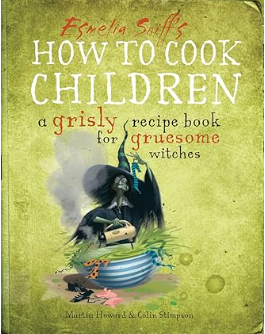 Esmelia Sniff's
HOW TO COOK
CHILDREN
a grisly recipe book
for gruesome
witches
Martin Howard & Colin Stimpson